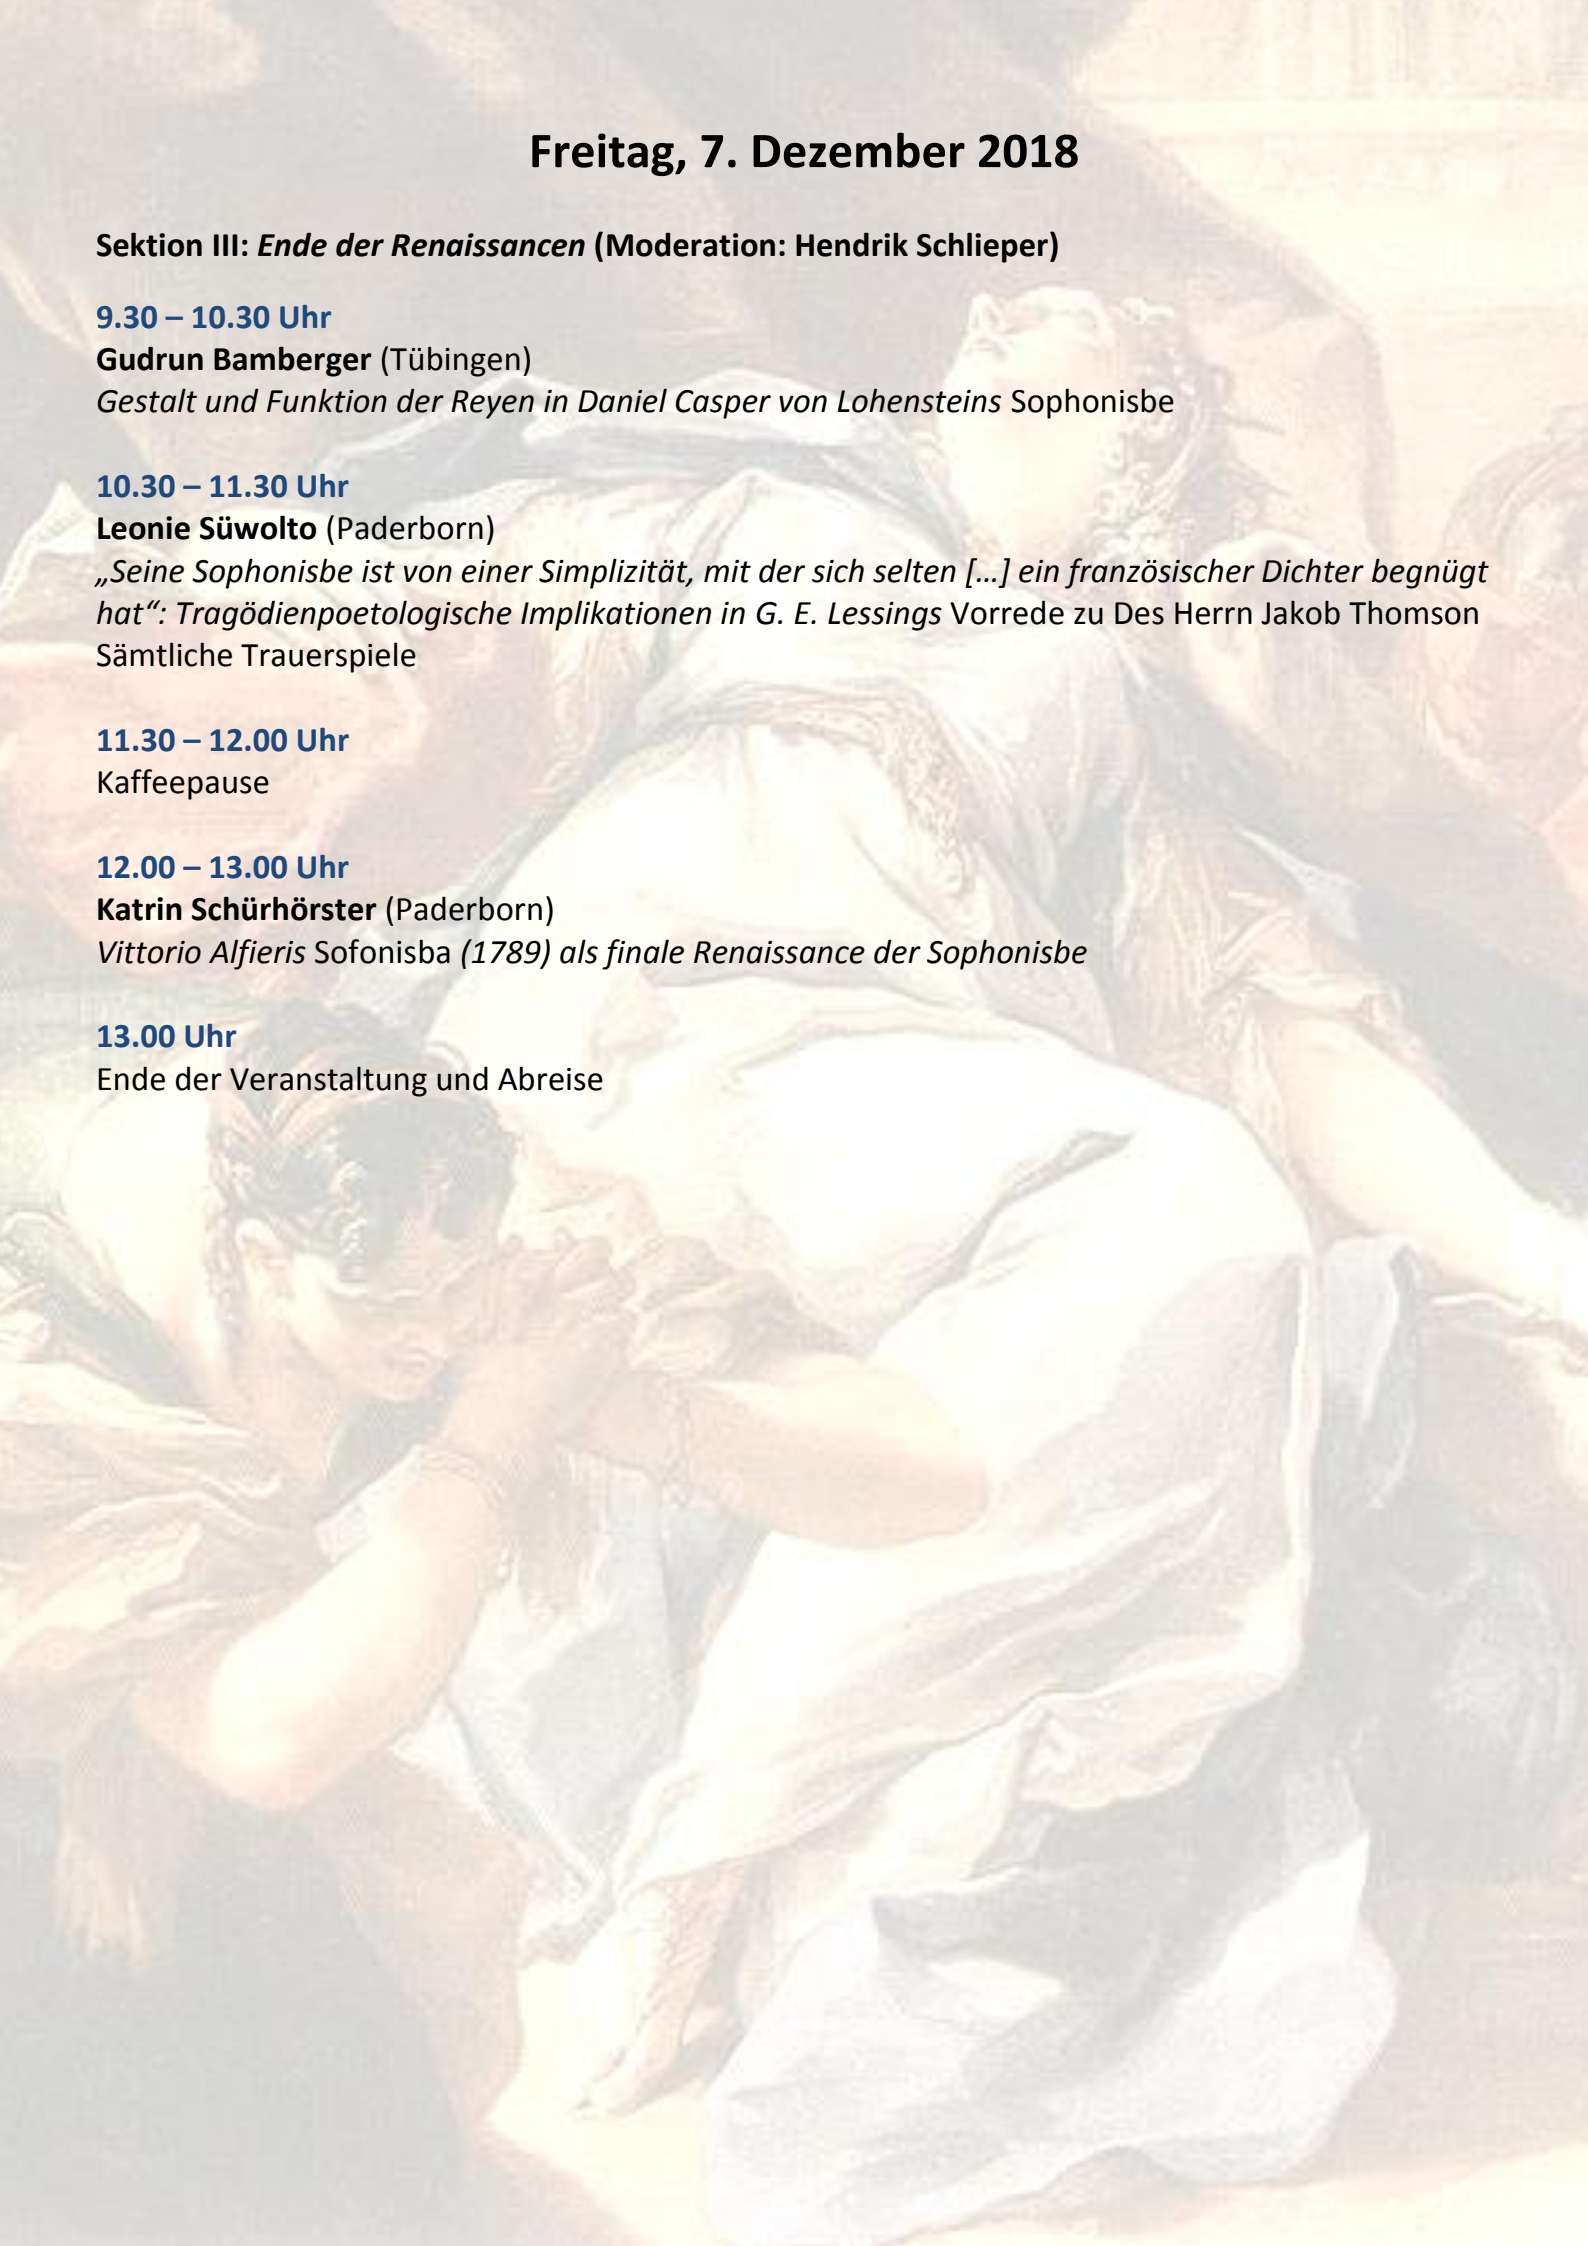 Freitag, 7. Dezember 2018
Sektion III: Ende der Renaissancen (Moderation: Hendrik Schlieper)
9.30 – 10.30 Uhr
Gudrun Bamberger (Tübingen)
Gestalt und Funktion der Reyen in Daniel Casper von Lohensteins Sophonisbe
10.30 – 11.30 Uhr
Leonie Süwolto (Paderborn)
„Seine Sophonisbe ist von einer Simplizität, mit der sich selten […] ein französischer Dichter begnügt
hat“: Tragödienpoetologische Implikationen in G. E. Lessings Vorrede zu Des Herrn Jakob Thomson
Sämtliche Trauerspiele
11.30 – 12.00 Uhr
Kaffeepause
12.00 – 13.00 Uhr
Katrin Schürhörster (Paderborn)
Vittorio Alfieris Sofonisba (1789) als finale Renaissance der Sophonisbe
13.00 Uhr
Ende der Veranstaltung und Abreise